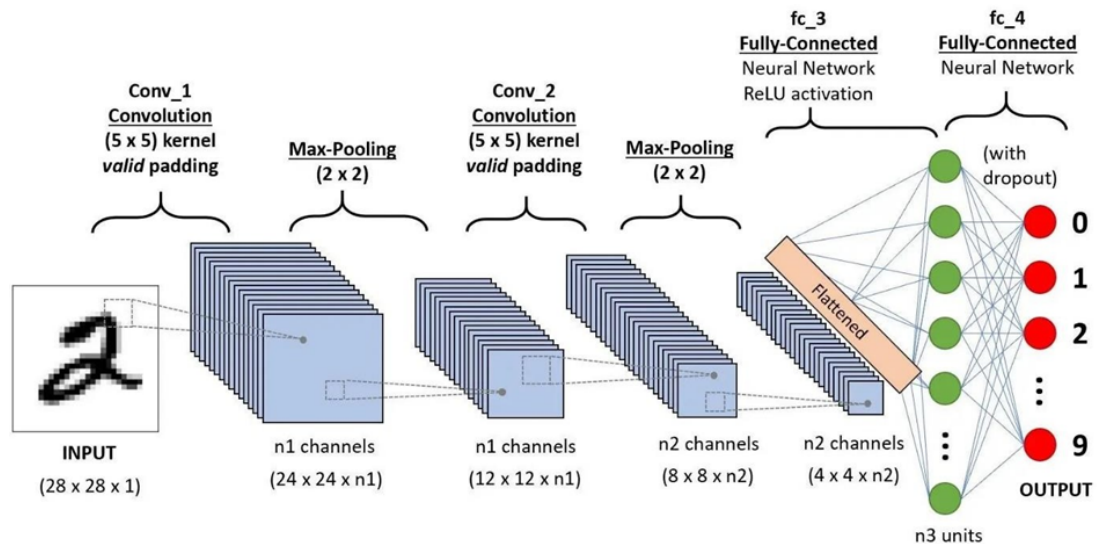 fc_3
Fully-Connected
Neural Network
ReLU activation
fc_4
Fully-Connected
Neural Network
Conv_1
Convolution
(5 x 5) kernel
valid padding
Max-Pooling
(2 x 2)
Conv_2
Convolution
(5 x 5) kernel
valid padding
Max-Pooling
(2 x 2)
(with
dropout)
Flattened
0
1
2
...
9
...
INPUT
(28 x 28 x 1)
n1 channels
(24 x 24 x n1)
n1 channels
(12 x 12 x n1)
n2 channels
(8 x 8 x n2)
n2 channels
(4 x 4 x n2)
OUTPUT
n3 units